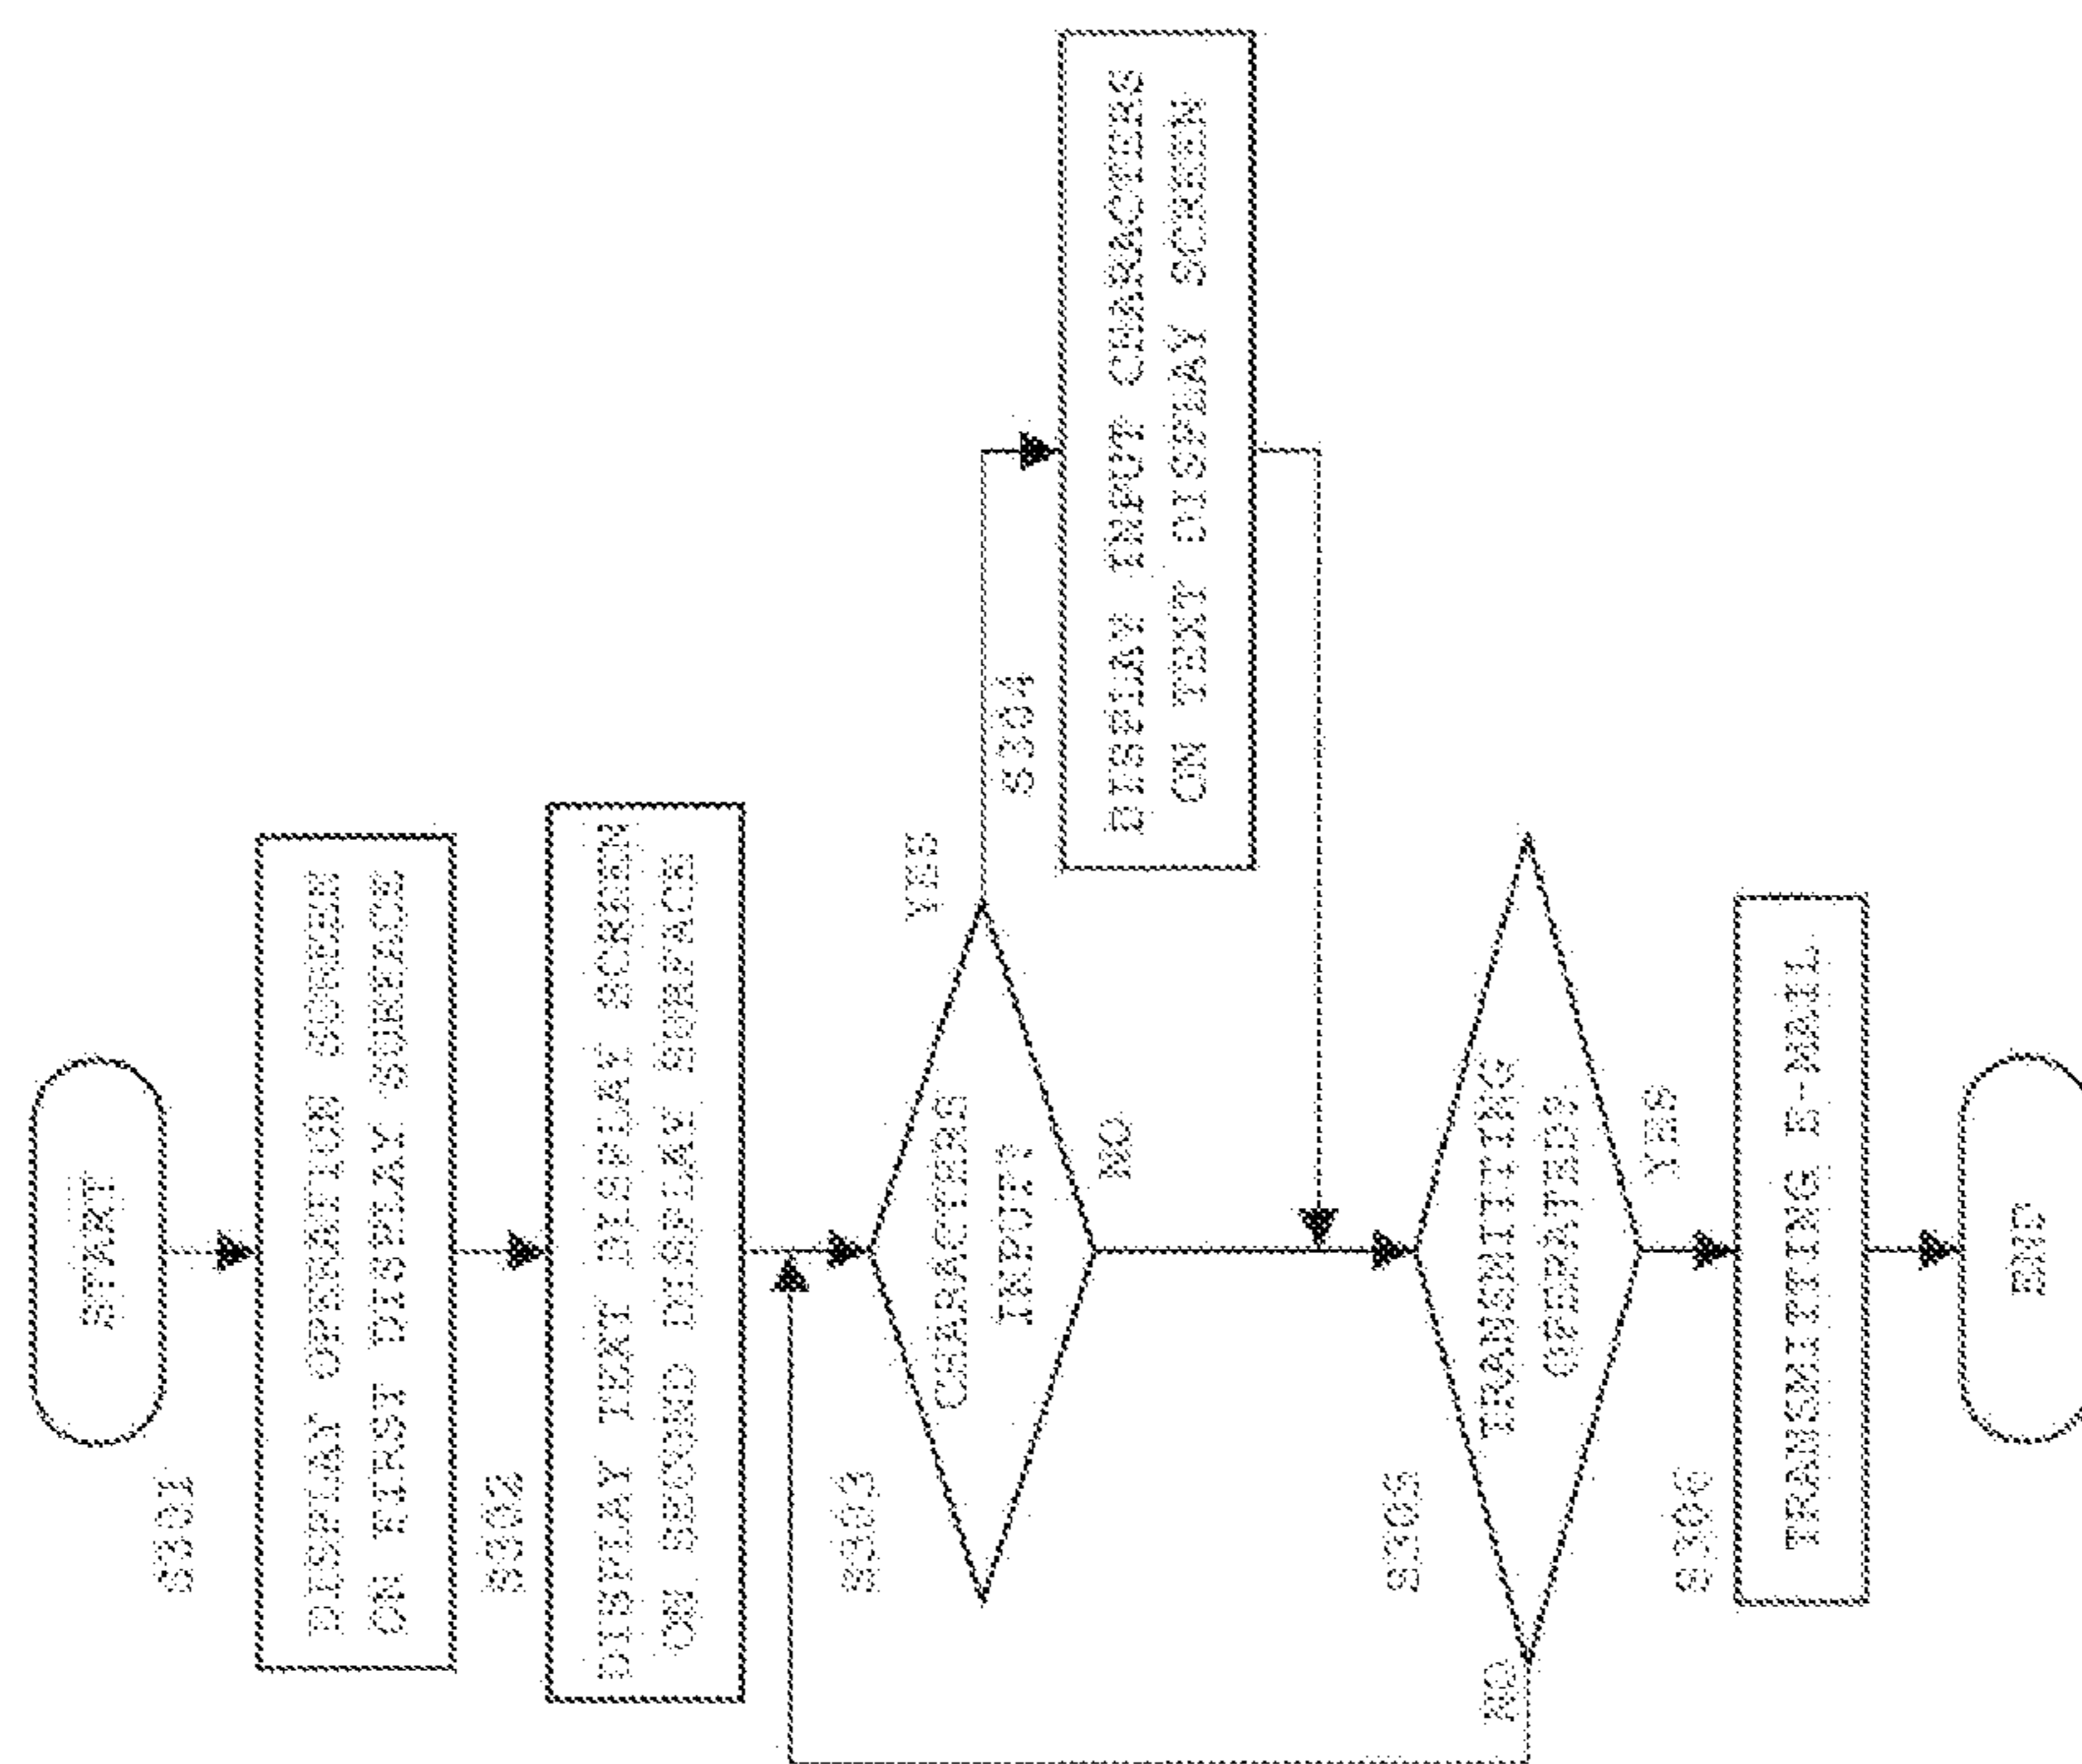 START
S301
DISPLAY OPERATION SCREEN
ON FIRST DISPLAY SURFACE
S302
DISPLAY TEXT DISPLAY SCREEN
ON SECOND DISPLAY SURFACE
S303
CHARACTERS
INPUT?
YES
NO
S304
DISPLAY INPUT CHARACTERS
ON TEXT DISPLAY SCREEN
S305
TRANSMITTING
OPERATED?
NO
YES
S306
TRANSMITTING E-MAIL
END